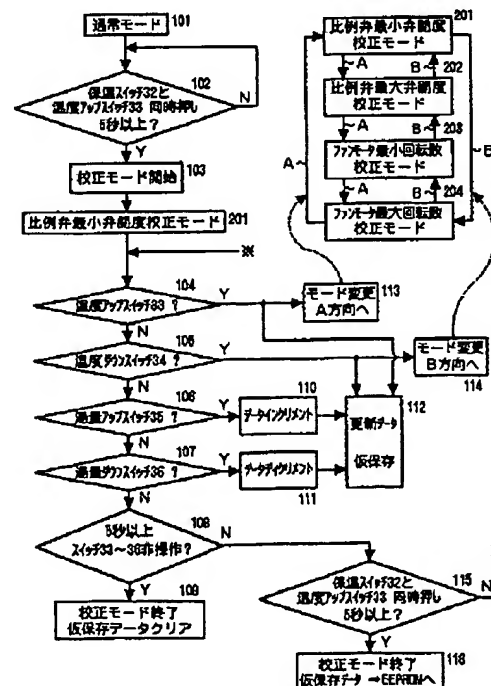 通常モード
101
保温スイッチ32と
温度アップスイッチ33 同時押し
5秒以上?
102
N
Y
校正モード開始
103
比例弁最小弁開度校正モード
201
※
温度アップスイッチ33 ?
104
Y
N
温度ダウンスイッチ34 ?
105
Y
N
湯量アップスイッチ35 ?
106
Y
N
湯量ダウンスイッチ36 ?
107
Y
N
データインクリメント
110
データディクリメント
111
更新データ
仮保存
112
モード変更
A方向へ
113
モード変更
B方向へ
114
5秒以上
スイッチ33~36非操作?
108
N
Y
校正モード終了
仮保存データクリア
109
保温スイッチ32と
温度アップスイッチ33 同時押し
5秒以上?
115
N
Y
校正モード終了
仮保存データ ⇒EEPROMへ
116
比例弁最小弁開度
校正モード
201
~A
B~
202
比例弁最大弁開度
校正モード
~A
B~
203
ファンモータ最小回転数
校正モード
~A
B~
204
ファンモータ最大回転数
校正モード
A~
~B